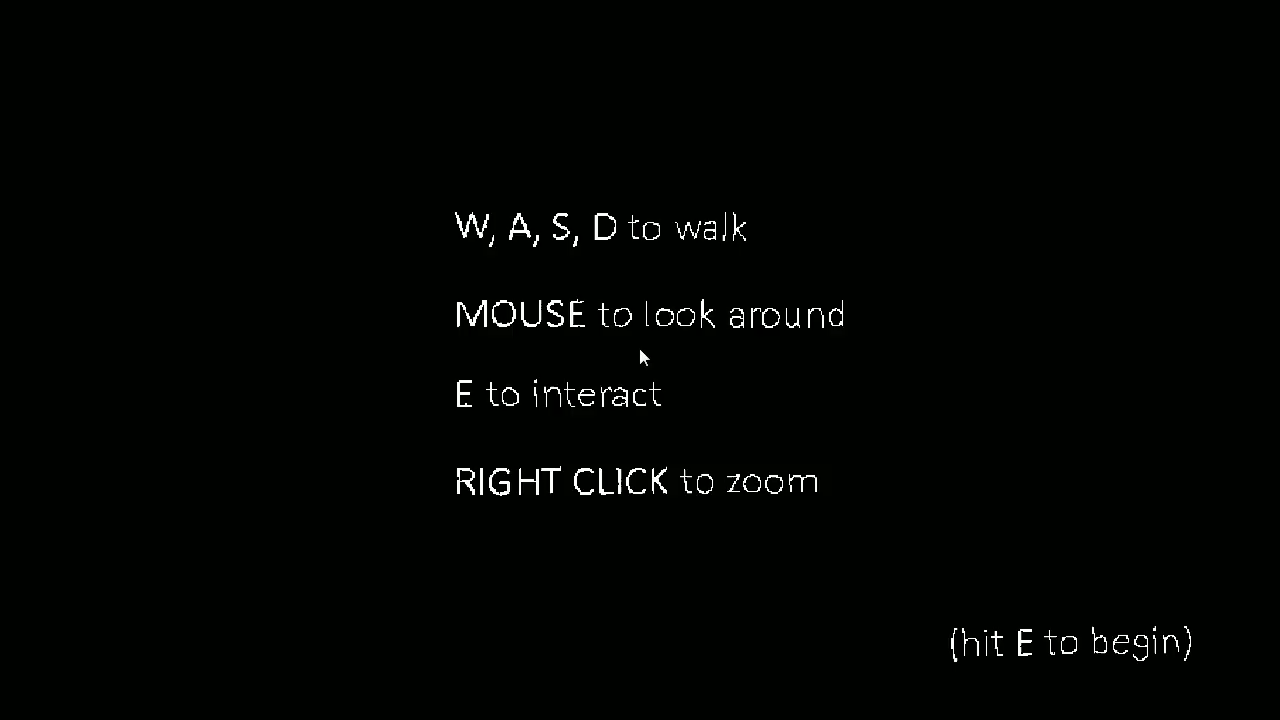 W, A, S, D to walk
MOUSE to look around
E to interact
RIGHT CLICK to zoom
(hit E to begin)